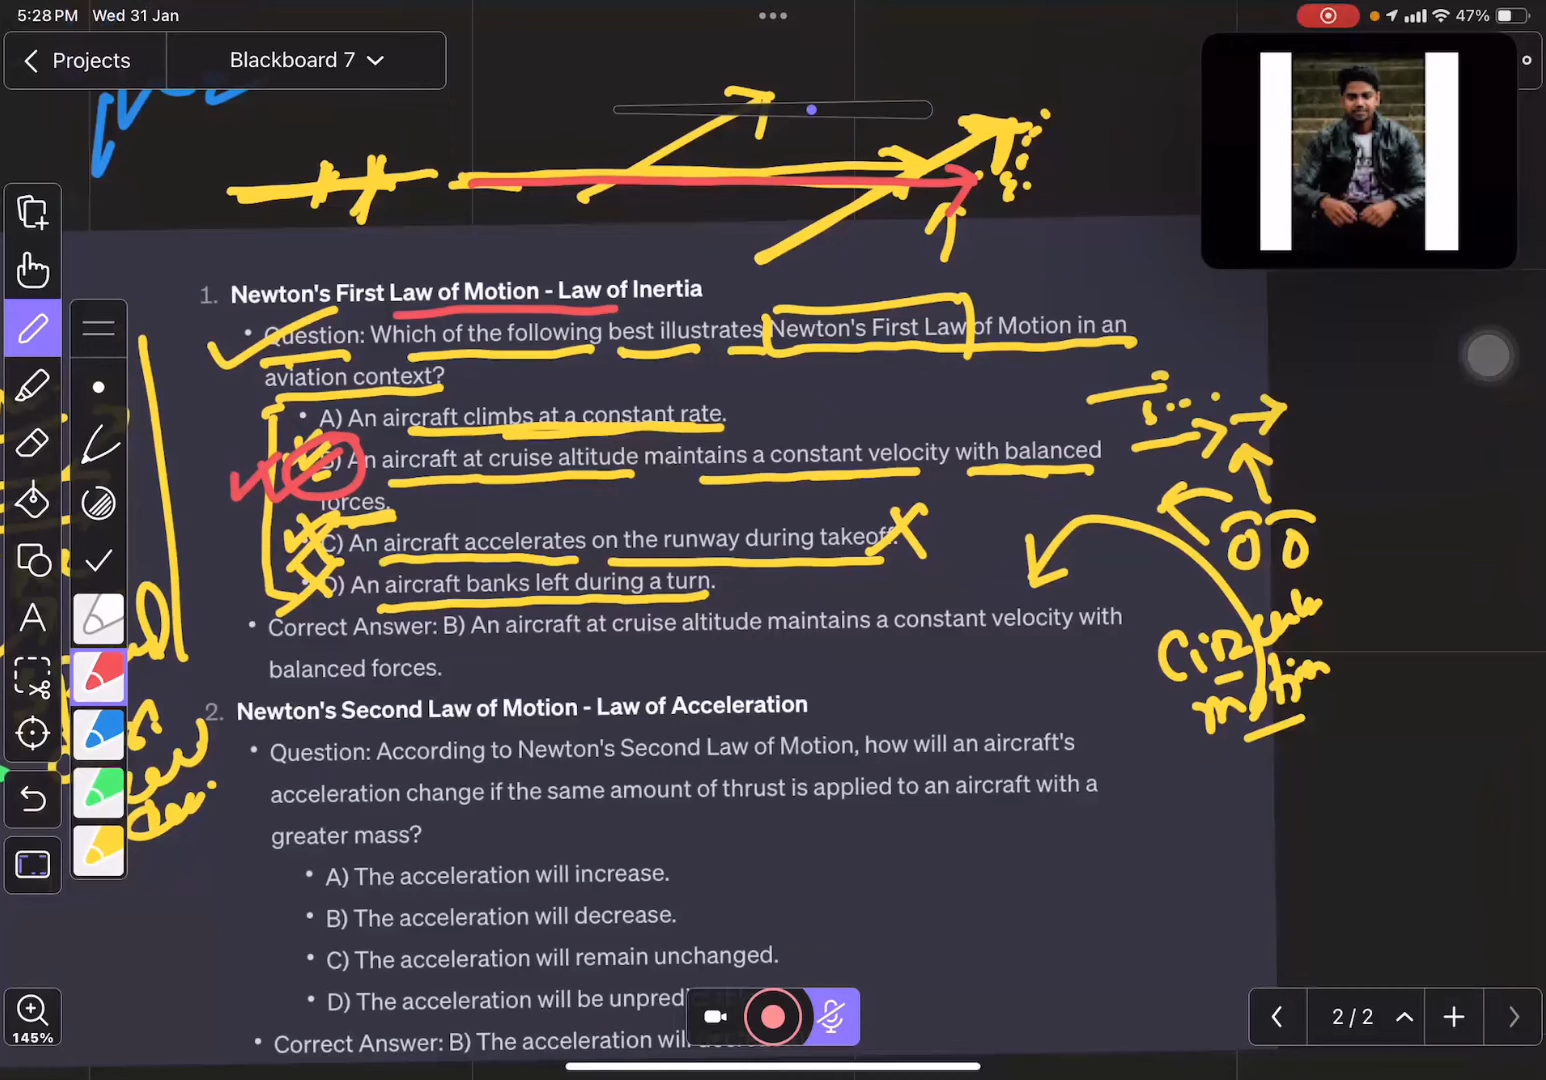 5:28 PM Wed 31 Jan
47%
Projects
Blackboard 7
1. Newton's First Law of Motion - Law of Inertia
• Question: Which of the following best illustrates Newton's First Law of Motion in an
aviation context?
• A) An aircraft climbs at a constant rate.
B) An aircraft at cruise altitude maintains a constant velocity with balanced
forces.
C) An aircraft accelerates on the runway during takeoff.
D) An aircraft banks left during a turn.
• Correct Answer: B) An aircraft at cruise altitude maintains a constant velocity with
balanced forces.
2. Newton's Second Law of Motion - Law of Acceleration
• Question: According to Newton's Second Law of Motion, how will an aircraft's
acceleration change if the same amount of thrust is applied to an aircraft with a
greater mass?
• A) The acceleration will increase.
• B) The acceleration will decrease.
• C) The acceleration will remain unchanged.
• D) The acceleration will be unpredi
• Correct Answer: B) The acceleration will
motion
A
145%
2 / 2